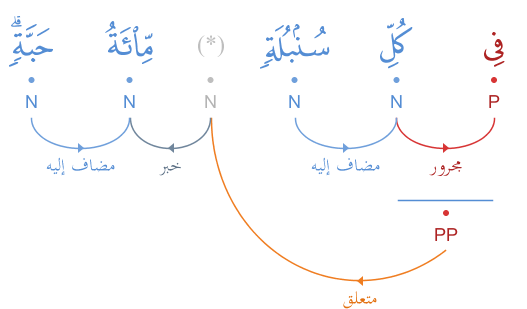 فِى كُلِّ سُنۢبُلَةٍۢ (*) مِّا۟ئَةُ حَبَّةٍۢ ۗ
P N N N N N
مجرور مضاف إليه خبر مضاف إليه
PP
متعلق